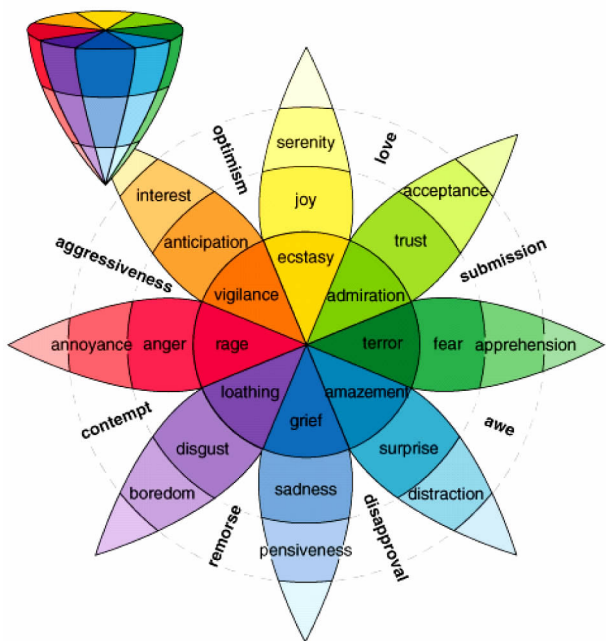 optimism
serenity
love
interest
acceptance
joy
anticipation
trust
aggressiveness
ecstasy
submission
vigilance
admiration
annoyance
anger
rage
terror
fear
apprehension
loathing
amazement
contempt
grief
awe
disgust
surprise
boredom
sadness
distraction
remorse
pensiveness
disapproval